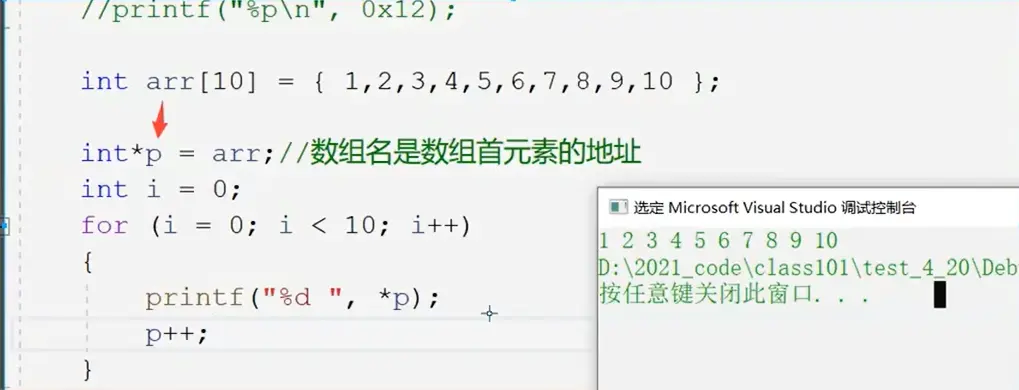 //printf("%p\n", 0x12);
int arr[10] = { 1,2,3,4,5,6,7,8,9,10 };
int*p = arr;//数组名是数组首元素的地址
int i = 0;
for (i = 0; i < 10; i++)
{
printf("%d ", *p);
p++;
}
选定 Microsoft Visual Studio 调试控制台
1 2 3 4 5 6 7 8 9 10
D:\2021_code\class101\test_4_20\Deb
按任意键关闭此窗口. . .